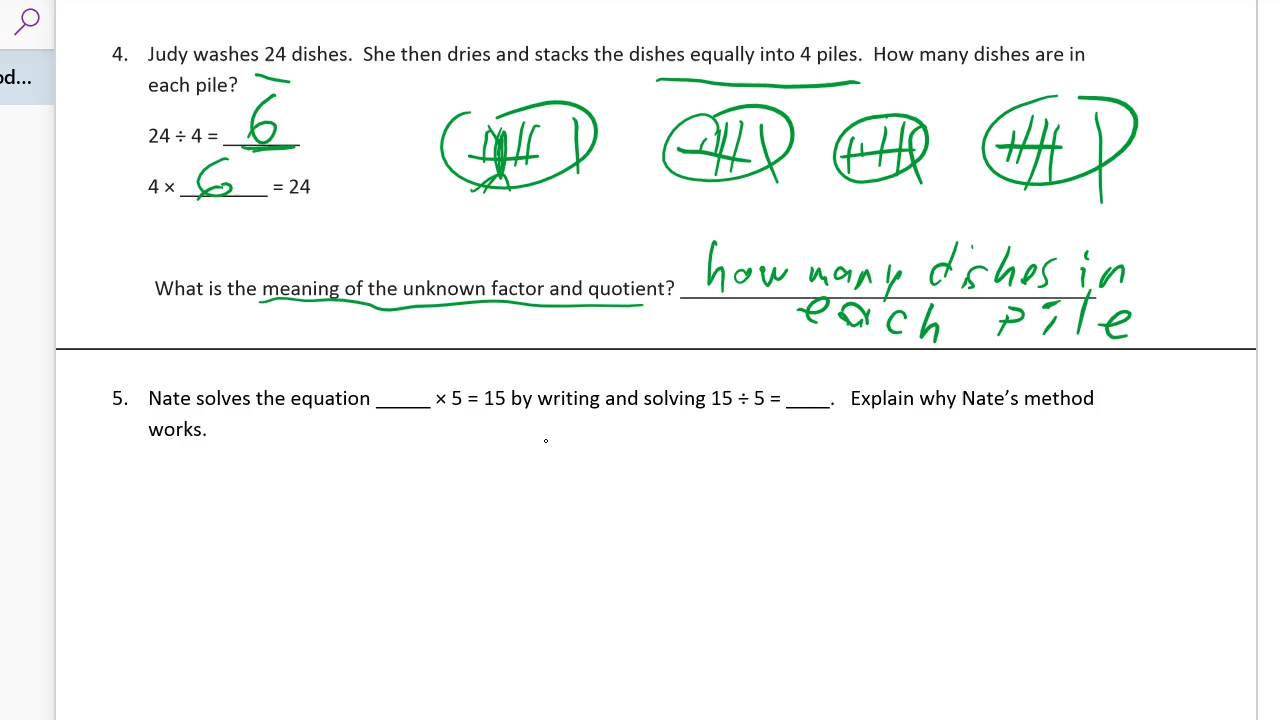 od...
4. Judy washes 24 dishes. She then dries and stacks the dishes equally into 4 piles. How many dishes are in
each pile?
24 ÷ 4 = 6
4 × 6 = 24
What is the meaning of the unknown factor and quotient? how many dishes in
each pile
5. Nate solves the equation _____ × 5 = 15 by writing and solving 15 ÷ 5 = ____. Explain why Nate’s method
works.